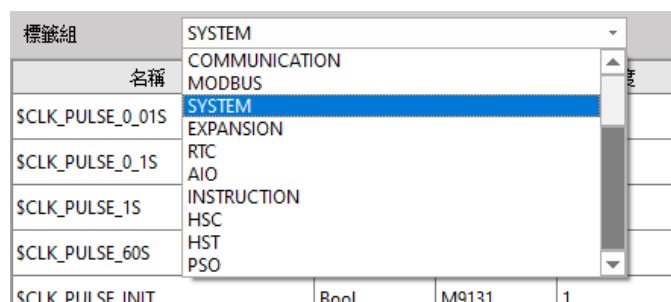 標籤組 SYSTEM
COMMUNICATION
名稱
MODBUS
SYSTEM
$CLK_PULSE_0_01S
EXPANSION
RTC
$CLK_PULSE_0_1S
AIO
INSTRUCTION
$CLK_PULSE_1S
HSC
HST
$CLK_PULSE_60S
PSO
$CLK_PULSE_INIT Bool M9131 1